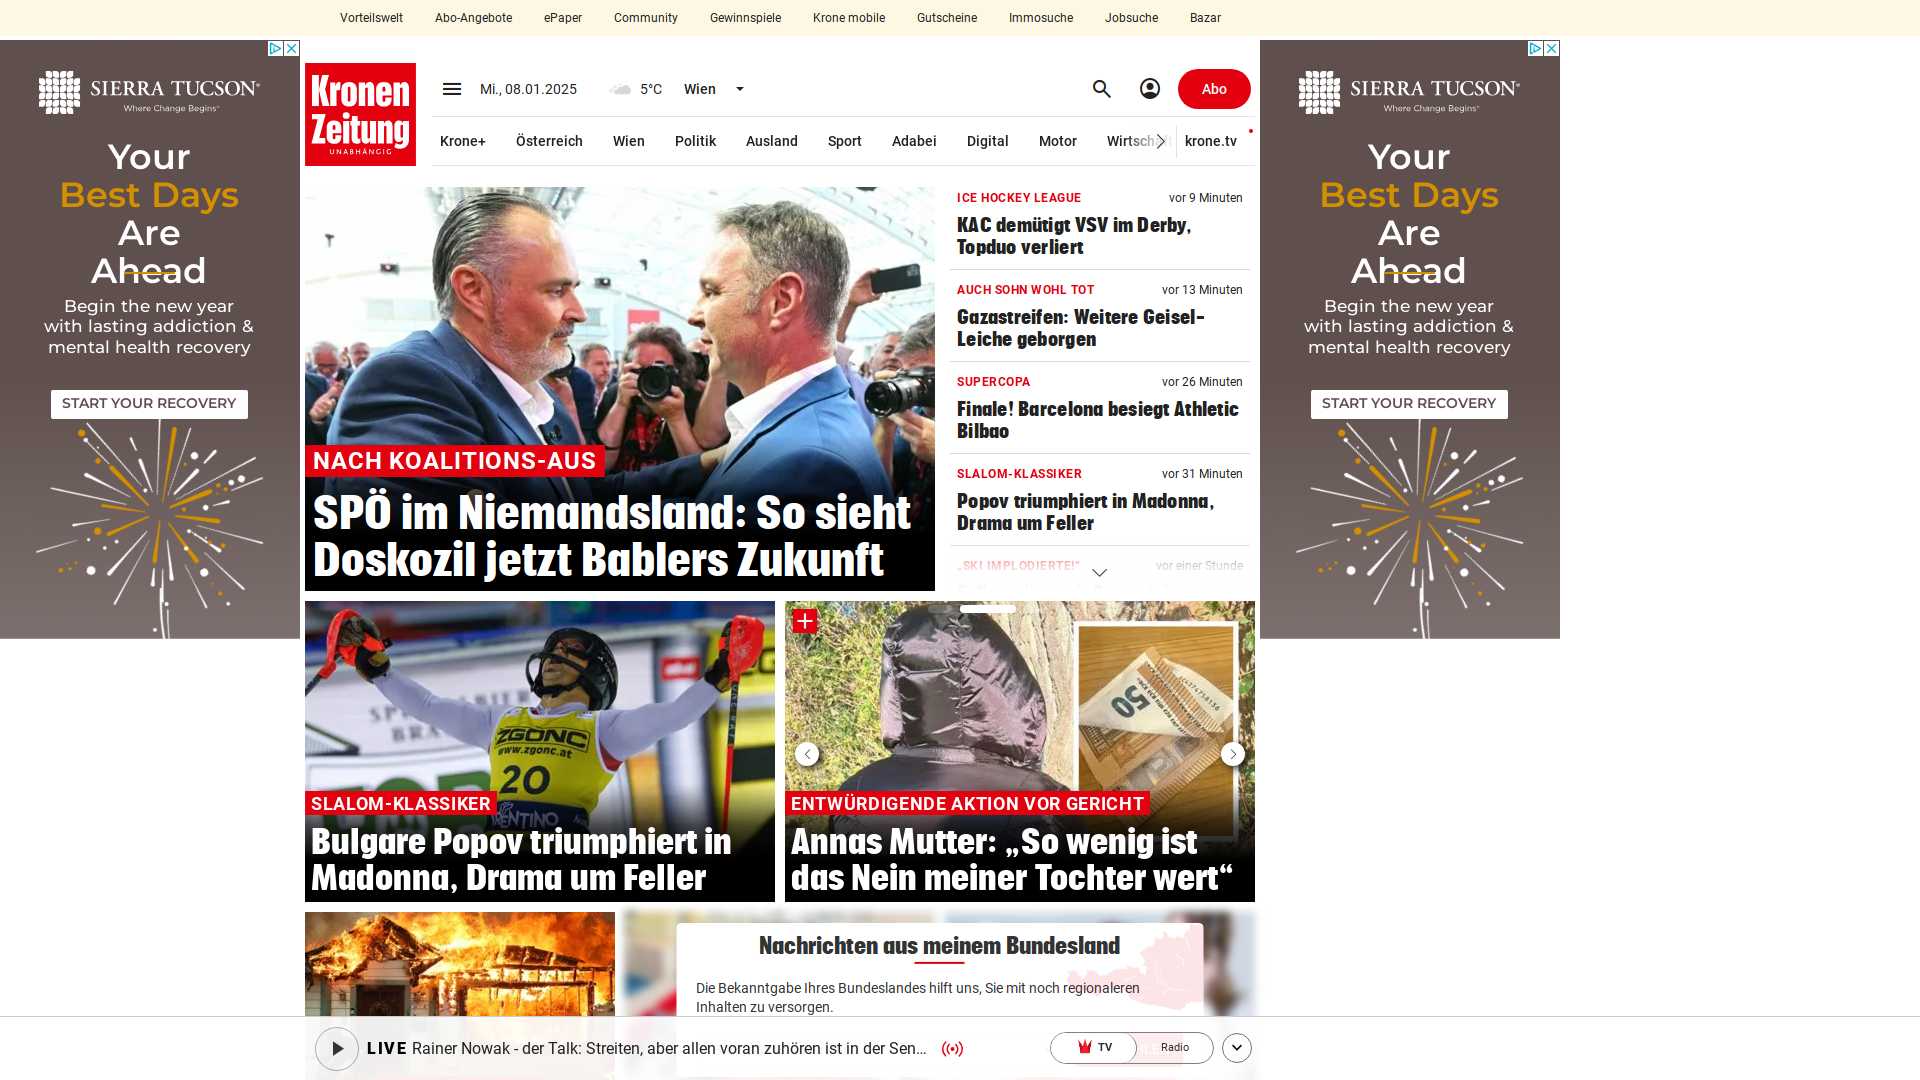 Vorteilswelt Abo-Angebote ePaper Community Gewinnspiele Krone mobile Gutscheine Immosuche Jobsuche Bazar
SIERRA TUCSON®
Where Change Begins℠
Your
Best Days
Are
Ahead
Begin the new year
with lasting addiction &
mental health recovery
START YOUR RECOVERY
Kronen
Zeitung
UNABHÄNGIG
Mi., 08.01.2025 5°C Wien Abo
Krone+ Österreich Wien Politik Ausland Sport Adabei Digital Motor Wirtschaft krone.tv
NACH KOALITIONS-AUS
SPÖ im Niemandsland: So sieht
Doskozil jetzt Bablers Zukunft
ICE HOCKEY LEAGUE vor 9 Minuten
KAC demütigt VSV im Derby,
Topduo verliert
AUCH SOHN WOHL TOT vor 13 Minuten
Gazastreifen: Weitere Geisel-
Leiche geborgen
SUPERCOPA vor 26 Minuten
Finale! Barcelona besiegt Athletic
Bilbao
SLALOM-KLASSIKER vor 31 Minuten
Popov triumphiert in Madonna,
Drama um Feller
„SKI IMPLODIERTE!“ vor einer Stunde
SIERRA TUCSON®
Where Change Begins℠
Your
Best Days
Are
Ahead
Begin the new year
with lasting addiction &
mental health recovery
START YOUR RECOVERY
ZGONC
www.zgonc.at
20
SLALOM-KLASSIKER
Bulgare Popov triumphiert in
Madonna, Drama um Feller
50
ENTWÜRDIGENDE AKTION VOR GERICHT
Annas Mutter: „So wenig ist
das Nein meiner Tochter wert“
Nachrichten aus meinem Bundesland
Die Bekanntgabe Ihres Bundeslandes hilft uns, Sie mit noch regionaleren
Inhalten zu versorgen.
LIVE Rainer Nowak - der Talk: Streiten, aber allen voran zuhören ist in der Sen... TV Radio